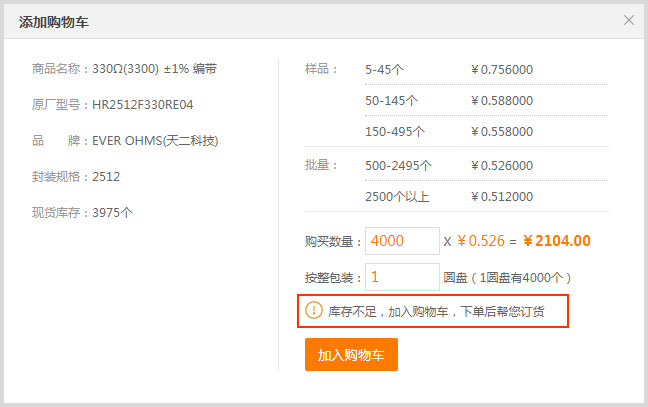 添加购物车
商品名称：330Ω(3300) ±1% 编带
原厂型号：HR2512F330RE04
品　　牌：EVER OHMS(天二科技)
封装规格：2512
现货库存：3975个
样品： 5-45个 ￥0.756000
50-145个 ￥0.588000
150-495个 ￥0.558000
批量： 500-2495个 ￥0.526000
2500个以上 ￥0.512000
购买数量： 4000 X ￥0.526 = ￥2104.00
按整包装： 1 圆盘（1圆盘有4000个）
库存不足，加入购物车，下单后帮您订货
加入购物车